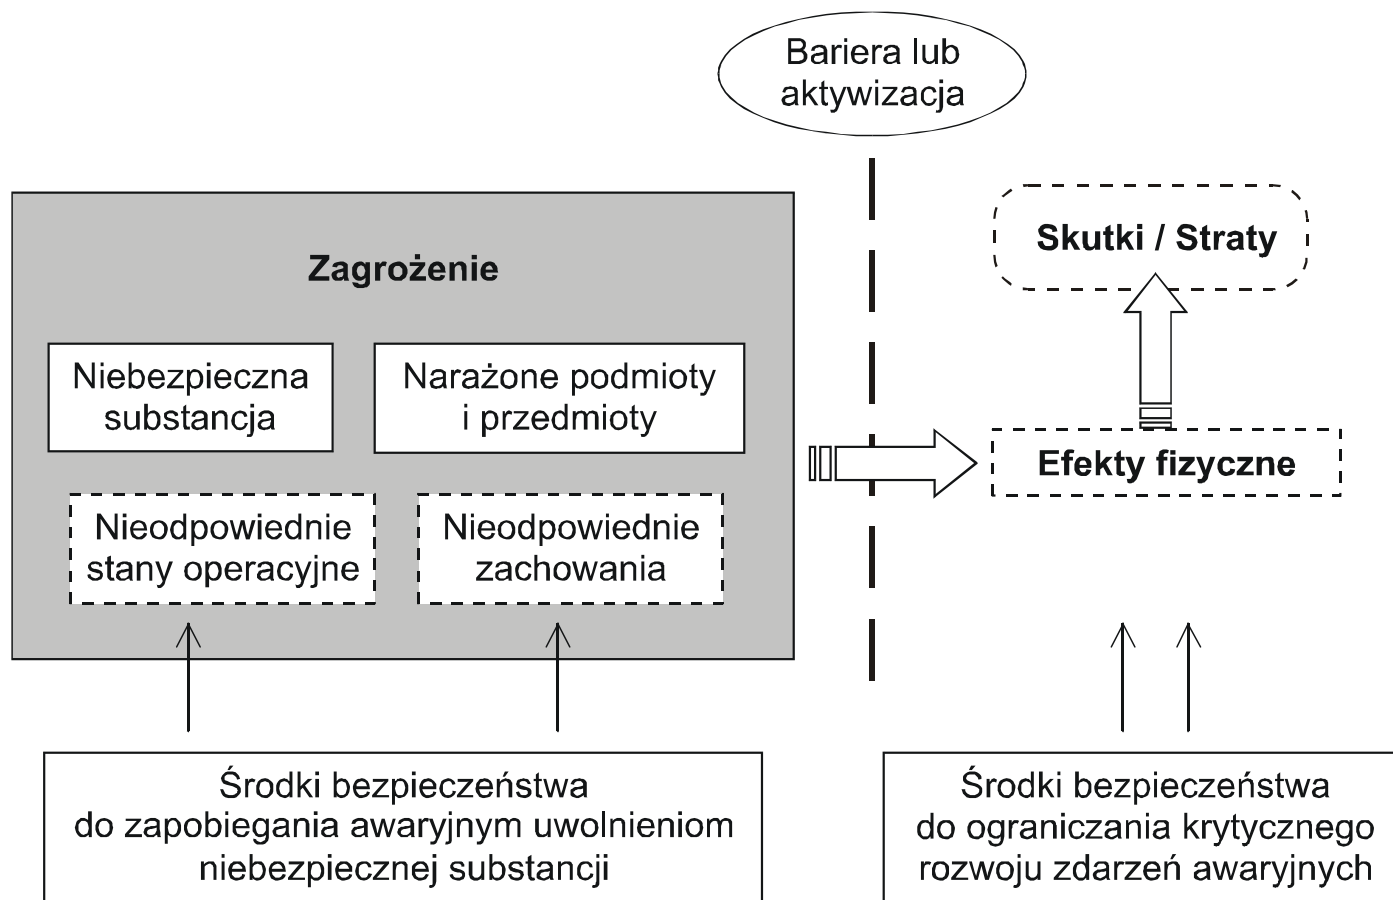 Bariera lub
aktywizacja
Zagrożenie
Niebezpieczna
substancja
Narażone podmioty
i przedmioty
Nieodpowiednie
stany operacyjne
Nieodpowiednie
zachowania
Skutki / Straty
Efekty fizyczne
Środki bezpieczeństwa
do zapobiegania awaryjnym uwolnieniom
niebezpiecznej substancji
Środki bezpieczeństwa
do ograniczania krytycznego
rozwoju zdarzeń awaryjnych